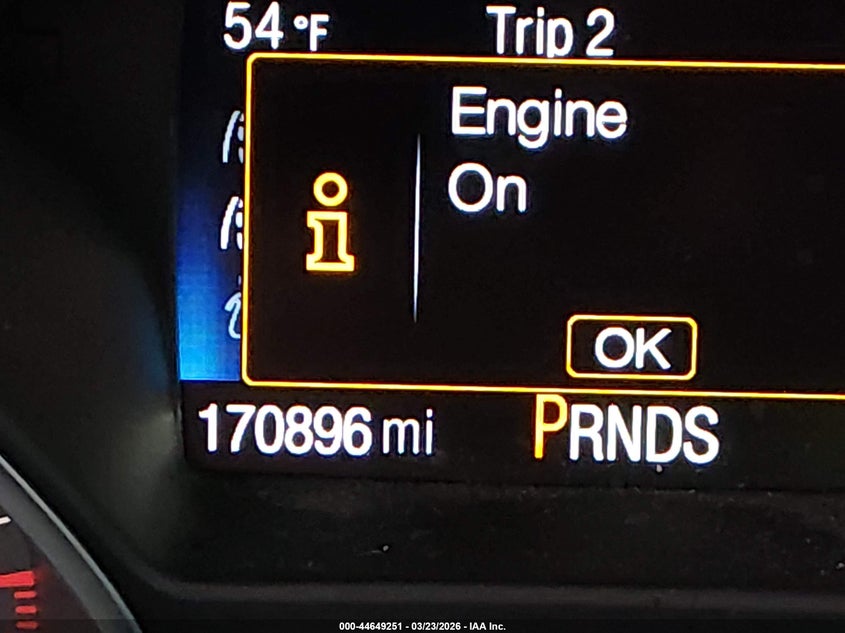 54 °F Trip 2
Engine
On
i
OK
170896 mi PRNDS
000-44649251 - 03/23/2026 - IAA Inc.